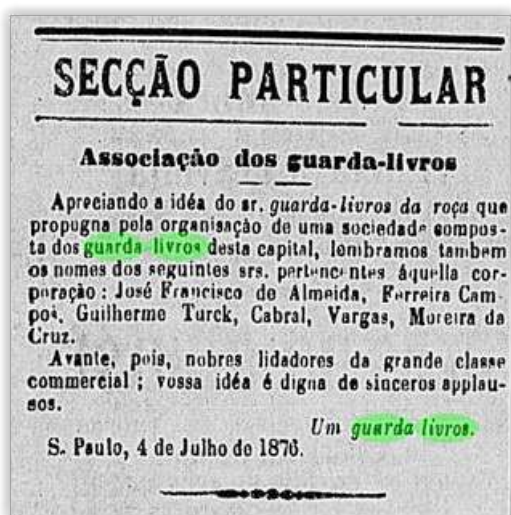 SECÇÃO PARTICULAR
Associação dos guarda-livros
Apreciando a idéa do sr. guarda-livros da roça que
propugna pela organisação de uma sociedade compos-
ta dos guarda-livros desta capital, lembramos tambem
os nomes dos seguintes srs. pertencentes áquella cor-
poração : José Francisco de Almeida, Ferreira Cam-
pos, Guilherme Turck, Cabral, Vargas, Moreira da
Cruz.
Avante, pois, nobres lidadores da grande classe
commercial ; vossa idéa é digna de sinceros applau-
sos.
Um guarda livros.
S. Paulo, 4 de Julho de 1876.